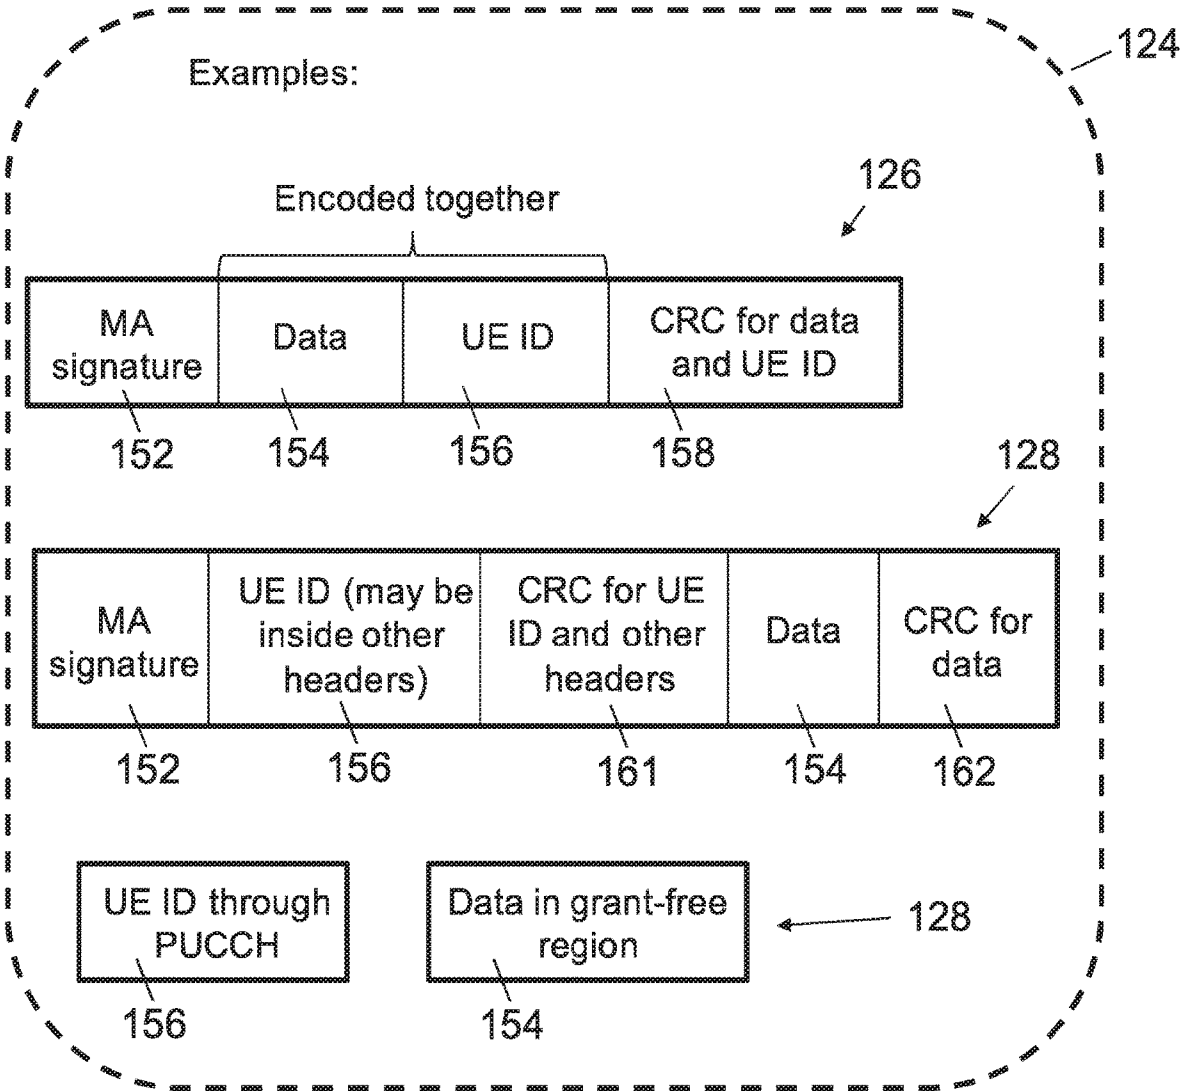 124
Examples:
126
Encoded together
MA
signature
Data
UE ID
CRC for data
and UE ID
152
154
156
158
128
MA
signature
UE ID (may be
inside other
headers)
CRC for UE
ID and other
headers
Data
CRC for
data
152
156
161
154
162
UE ID through
PUCCH
Data in grant-free
region
128
156
154